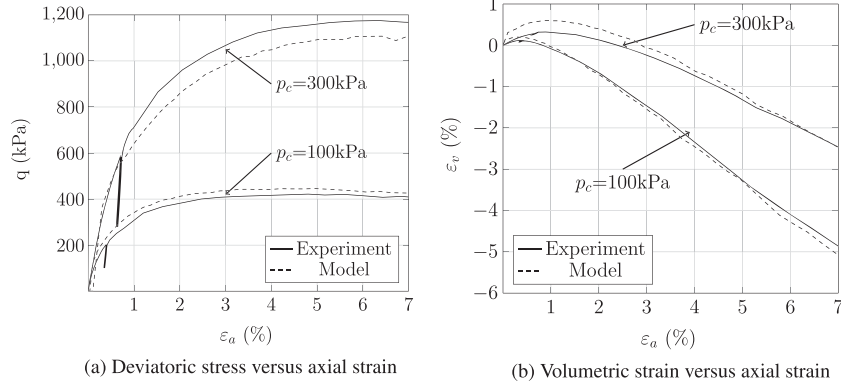 1,200
1,000
800
600
400
200
q (kPa)
p_c=300kPa
p_c=100kPa
Experiment
Model
1 2 3 4 5 6 7
ε_a (%)
(a) Deviatoric stress versus axial strain
1
0
−1
−2
−3
−4
−5
−6
ε_v (%)
p_c=300kPa
p_c=100kPa
Experiment
Model
1 2 3 4 5 6 7
ε_a (%)
(b) Volumetric strain versus axial strain